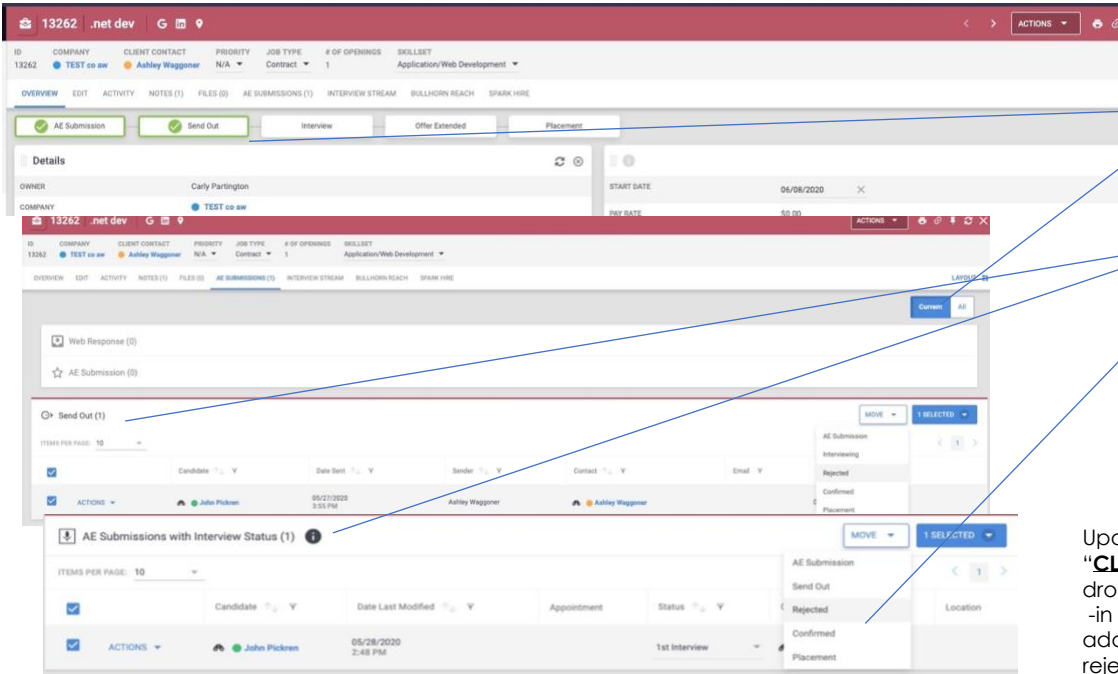 13262 .net dev G in ACTIONS
ID COMPANY CLIENT CONTACT PRIORITY JOB TYPE # OF OPENINGS SKILLSET
13262 TEST co aw Ashley Waggoner N/A Contract 1 Application/Web Development
OVERVIEW EDIT ACTIVITY NOTES (1) FILES (0) AE SUBMISSIONS (1) INTERVIEW STREAM BULLHORN REACH SPARK HIRE
AE Submission Send Out Interview Offer Extended Placement
Details
OWNER Carly Partington START DATE 06/08/2020
COMPANY TEST co aw PAY RATE $0.00
13262 .net dev G in ACTIONS
ID COMPANY CLIENT CONTACT PRIORITY JOB TYPE # OF OPENINGS SKILLSET
13262 TEST co aw Ashley Waggoner N/A Contract 1 Application/Web Development
OVERVIEW EDIT ACTIVITY NOTES (1) FILES (0) AE SUBMISSIONS (1) INTERVIEW STREAM BULLHORN REACH SPARK HIRE LAYOUT
Current All
Web Response (0)
AE Submission (0)
Send Out (1) MOVE 1 SELECTED
ITEMS PER PAGE: 10 AE Submission 1
Interviewing
Candidate Date Sent Sender Contact Email Rejected
Confirmed
ACTIONS John Pickren 05/27/2020 3:55 PM Ashley Waggoner Ashley Waggoner
Placement
AE Submissions with Interview Status (1) MOVE 1 SELECTED
AE Submission
ITEMS PER PAGE: 10 1
Send Out
Candidate Date Last Modified Appointment Status Rejected Location
Confirmed
ACTIONS John Pickren 05/28/2020 2:48 PM 1st Interview
Placement
“CL
-in